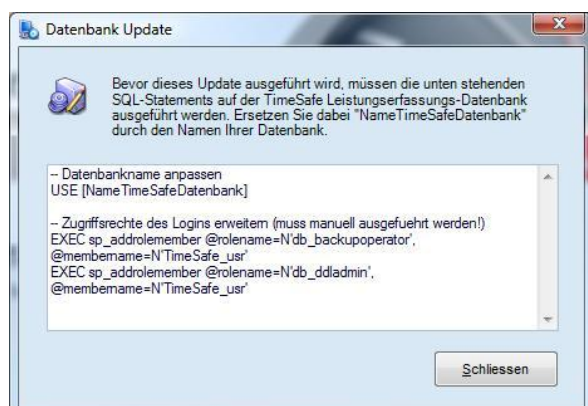 Datenbank Update
Bevor dieses Update ausgeführt wird, müssen die unten stehenden
SQL-Statements auf der TimeSafe Leistungserfassungs-Datenbank
ausgeführt werden. Ersetzen Sie dabei "NameTimeSafeDatenbank"
durch den Namen Ihrer Datenbank.
-- Datenbankname anpassen
USE [NameTimeSafeDatenbank]
-- Zugriffsrechte des Logins erweitern (muss manuell ausgefuehrt werden!)
EXEC sp_addrolemember @rolename=N'db_backupoperator',
@membername=N'TimeSafe_usr'
EXEC sp_addrolemember @rolename=N'db_ddladmin',
@membername=N'TimeSafe_usr'
Schliessen